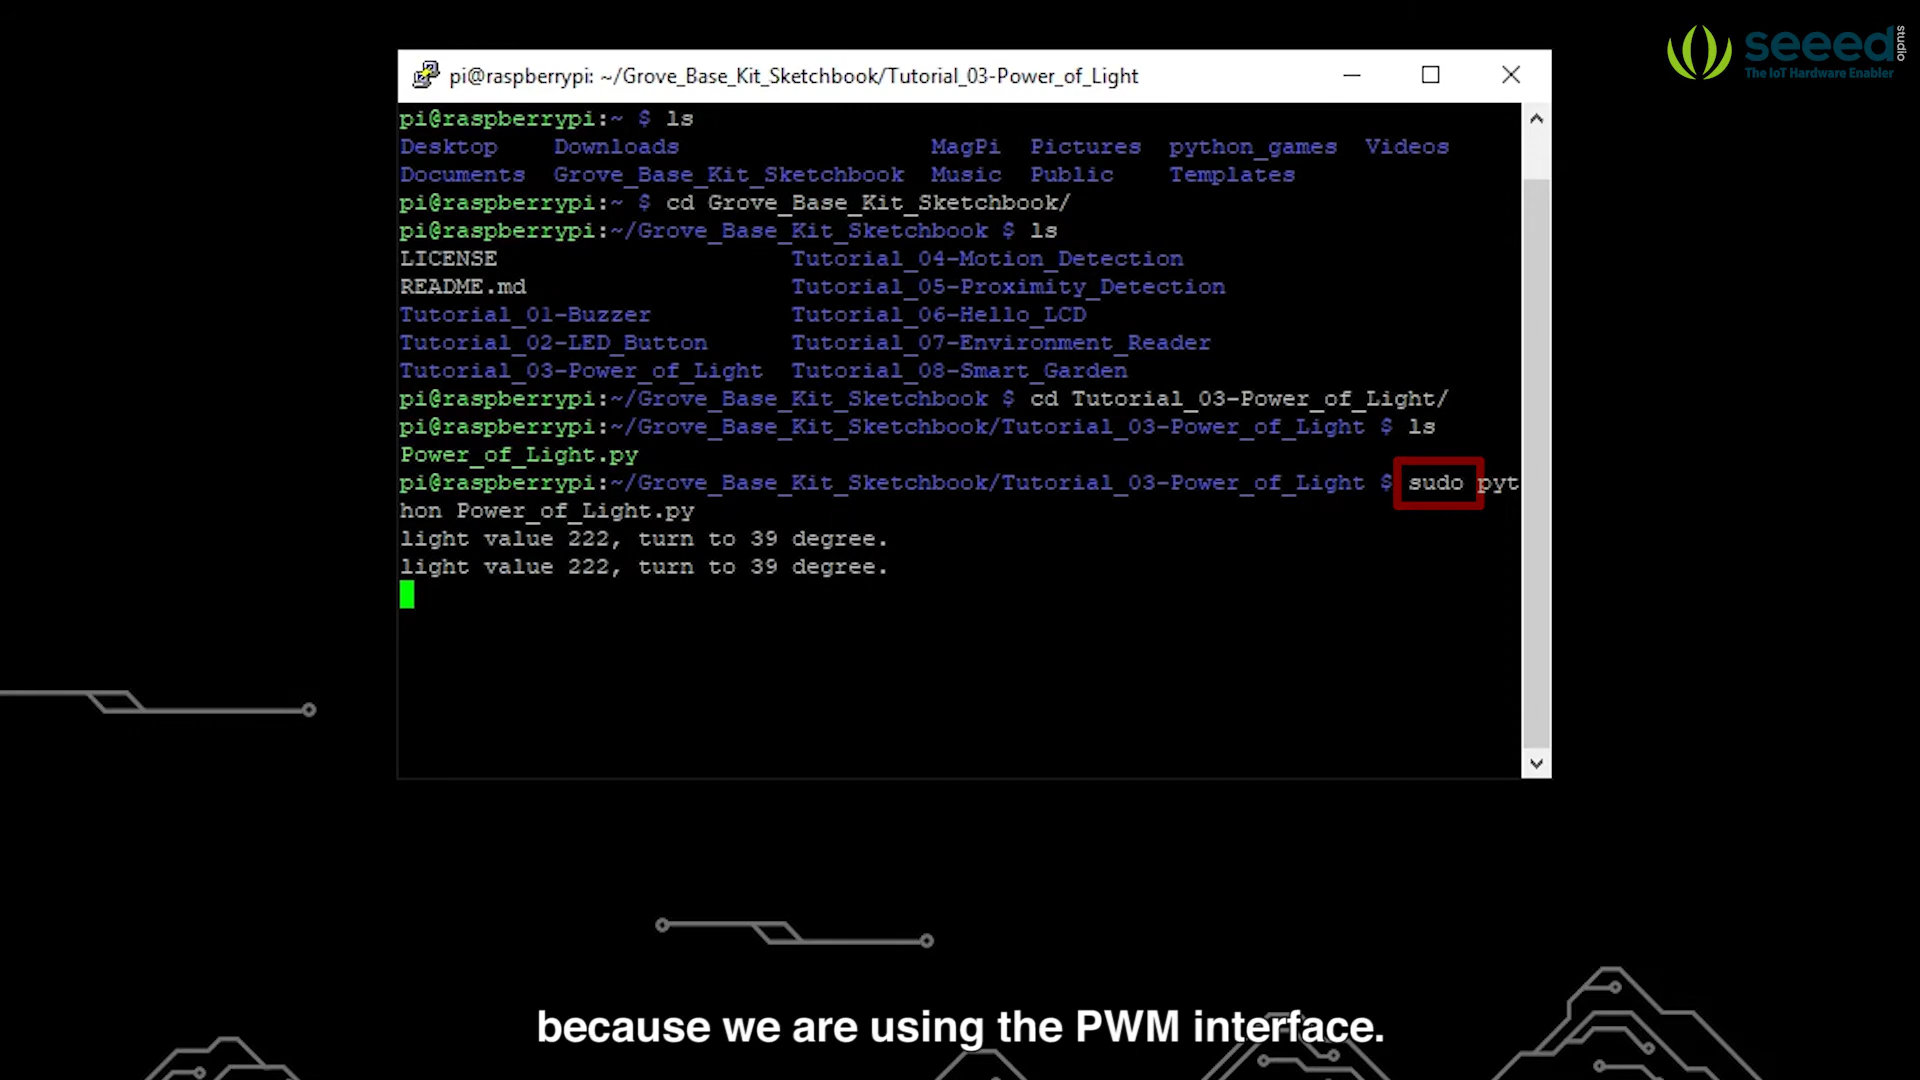 seeed studio
The IoT Hardware Enabler
pi@raspberrypi: ~/Grove_Base_Kit_Sketchbook/Tutorial_03-Power_of_Light
pi@raspberrypi:~ $ ls
Desktop Downloads MagPi Pictures python_games Videos
Documents Grove_Base_Kit_Sketchbook Music Public Templates
pi@raspberrypi:~ $ cd Grove_Base_Kit_Sketchbook/
pi@raspberrypi:~/Grove_Base_Kit_Sketchbook $ ls
LICENSE Tutorial_04-Motion_Detection
README.md Tutorial_05-Proximity_Detection
Tutorial_01-Buzzer Tutorial_06-Hello_LCD
Tutorial_02-LED_Button Tutorial_07-Environment_Reader
Tutorial_03-Power_of_Light Tutorial_08-Smart_Garden
pi@raspberrypi:~/Grove_Base_Kit_Sketchbook $ cd Tutorial_03-Power_of_Light/
pi@raspberrypi:~/Grove_Base_Kit_Sketchbook/Tutorial_03-Power_of_Light $ ls
Power_of_Light.py
pi@raspberrypi:~/Grove_Base_Kit_Sketchbook/Tutorial_03-Power_of_Light $ sudo pyt
hon Power_of_Light.py
light value 222, turn to 39 degree.
light value 222, turn to 39 degree.
because we are using the PWM interface.